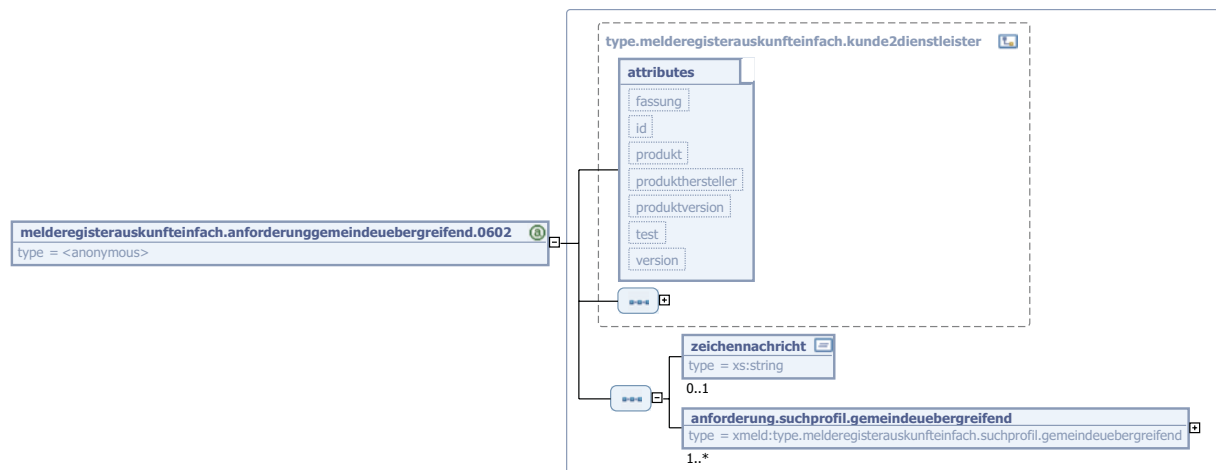 type.melderegisterauskunfteinfach.kunde2dienstleister
attributes
fassung
id
produkt
produkthersteller
produktversion
test
version
melderegisterauskunfteinfach.anforderunggemeindeuebergreifend.0602
a
type = <anonymous>
zeichennachricht
type = xs:string
0..1
anforderung.suchprofil.gemeindeuebergreifend
type = xmeld:type.melderegisterauskunfteinfach.suchprofil.gemeindeuebergreifend
1..*